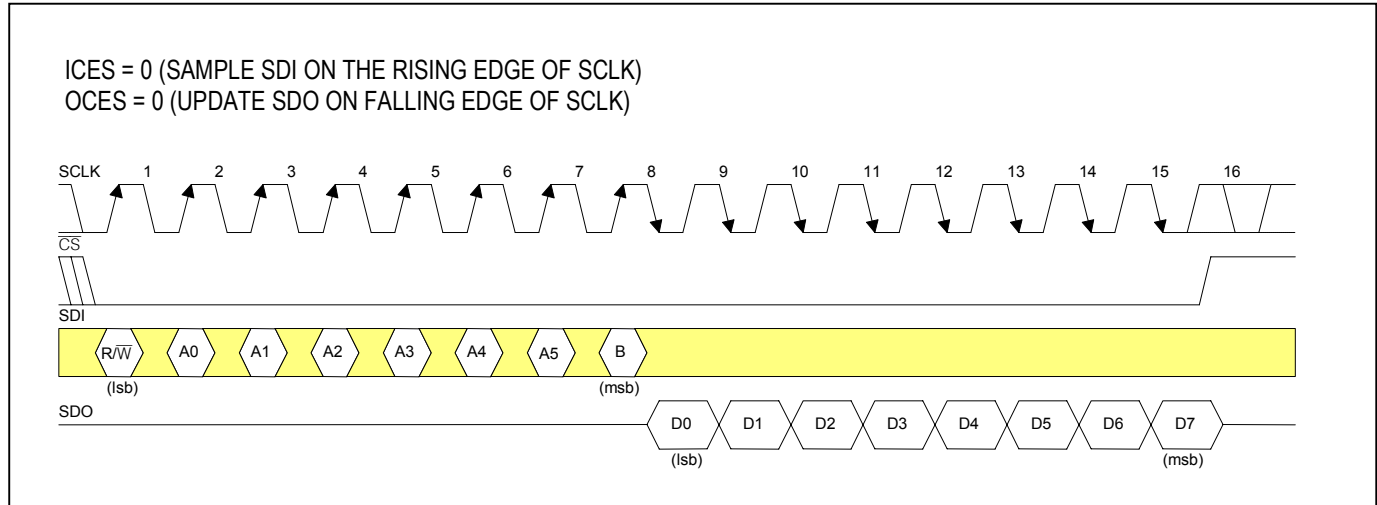 ICES = 0 (SAMPLE SDI ON THE RISING EDGE OF SCLK)
OCES = 0 (UPDATE SDO ON FALLING EDGE OF SCLK)
SCLK 1 2 3 4 5 6 7 8 9 10 11 12 13 14 15 16
CS
SDI
R/W A0 A1 A2 A3 A4 A5 B
(lsb) (msb)
SDO
D0 D1 D2 D3 D4 D5 D6 D7
(lsb) (msb)